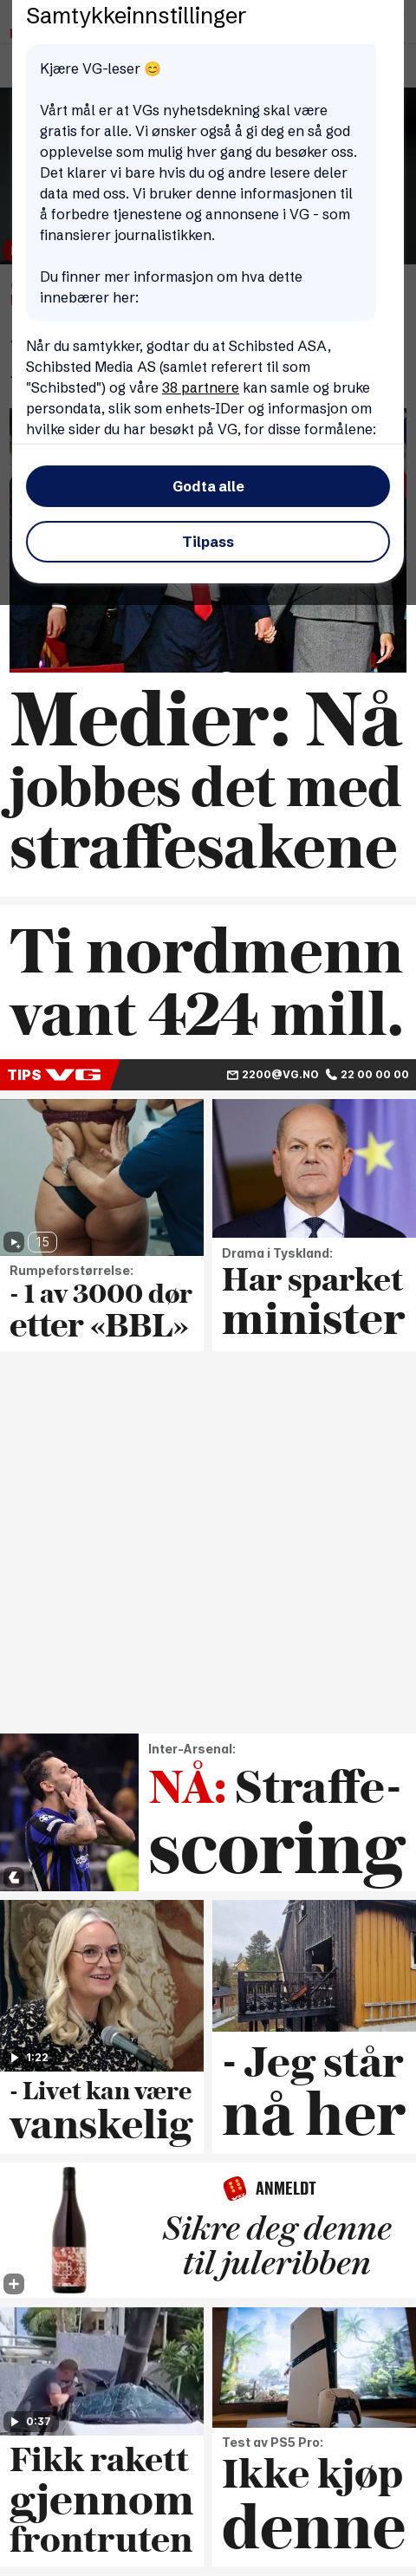 Samtykkeinnstillinger
Kjære VG-leser 😊
Vårt mål er at VGs nyhetsdekning skal være
gratis for alle. Vi ønsker også å gi deg en så god
opplevelse som mulig hver gang du besøker oss.
Det klarer vi bare hvis du og andre lesere deler
data med oss. Vi bruker denne informasjonen til
å forbedre tjenestene og annonsene i VG - som
finansierer journalistikken.
Du finner mer informasjon om hva dette
innebærer her:
Når du samtykker, godtar du at Schibsted ASA,
Schibsted Media AS (samlet referert til som
"Schibsted") og våre 38 partnere kan samle og bruke
persondata, slik som enhets-IDer og informasjon om
hvilke sider du har besøkt på VG, for disse formålene:
Godta alle
Tilpass
Medier: Nå
jobbes det med
straffesakene
Ti nordmenn
vant 424 mill.
TIPS VG 2200@VG.NO 22 00 00 00
15
Rumpeforstørrelse:
- 1 av 3000 dør
etter «BBL»
Drama i Tyskland:
Har sparket
minister
Inter-Arsenal:
NÅ: Straffe-
scoring
1:22
- Livet kan være
vanskelig
- Jeg står
nå her
ANMELDT
Sikre deg denne
til juleribben
0:37
Fikk rakett
gjennom
frontruten
Test av PS5 Pro:
Ikke kjøp
denne